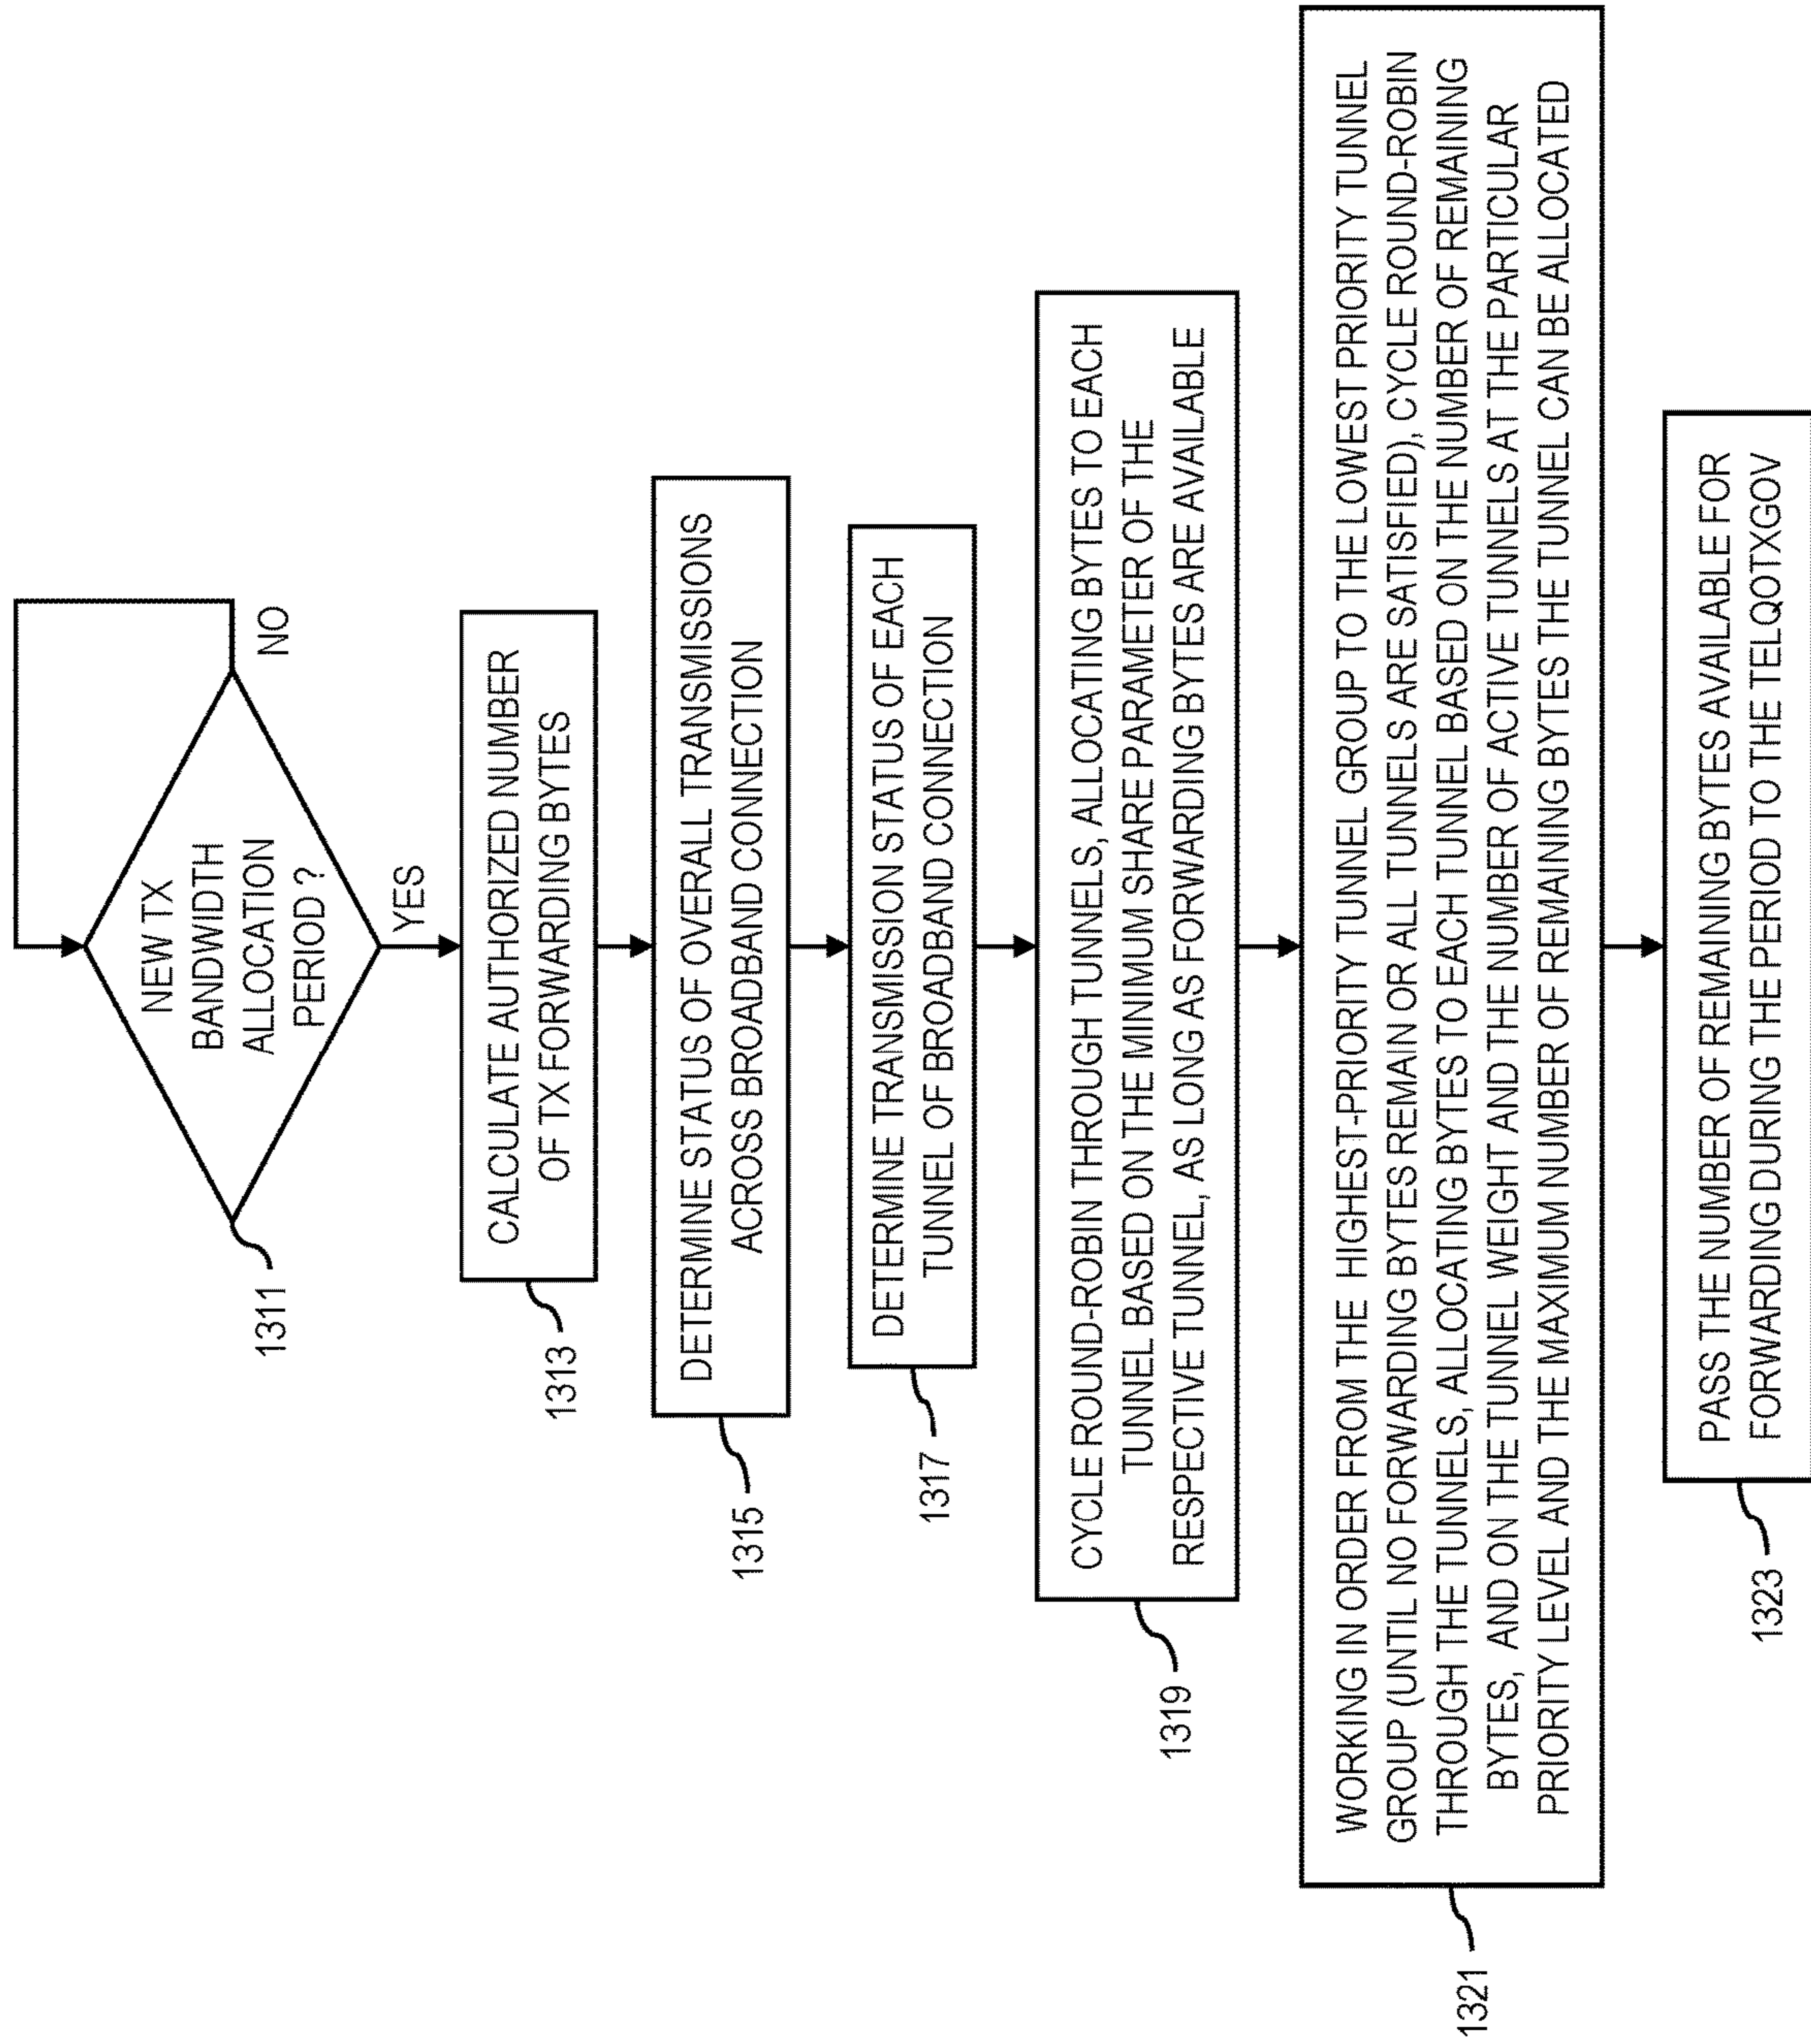 NEW TX
BANDWIDTH
ALLOCATION
PERIOD ?
NO
YES
1311
CALCULATE AUTHORIZED NUMBER
OF TX FORWARDING BYTES
1313
DETERMINE STATUS OF OVERALL TRANSMISSIONS
ACROSS BROADBAND CONNECTION
1315
DETERMINE TRANSMISSION STATUS OF EACH
TUNNEL OF BROADBAND CONNECTION
1317
CYCLE ROUND-ROBIN THROUGH TUNNELS, ALLOCATING BYTES TO EACH
TUNNEL BASED ON THE MINIMUM SHARE PARAMETER OF THE
RESPECTIVE TUNNEL, AS LONG AS FORWARDING BYTES ARE AVAILABLE
1319
WORKING IN ORDER FROM THE HIGHEST-PRIORITY TUNNEL GROUP TO THE LOWEST PRIORITY TUNNEL
GROUP (UNTIL NO FORWARDING BYTES REMAIN OR ALL TUNNELS ARE SATISFIED), CYCLE ROUND-ROBIN
THROUGH THE TUNNELS, ALLOCATING BYTES TO EACH TUNNEL BASED ON THE NUMBER OF REMAINING
BYTES, AND ON THE TUNNEL WEIGHT AND THE NUMBER OF ACTIVE TUNNELS AT THE PARTICULAR
PRIORITY LEVEL AND THE MAXIMUM NUMBER OF REMAINING BYTES THE TUNNEL CAN BE ALLOCATED
1321
PASS THE NUMBER OF REMAINING BYTES AVAILABLE FOR
FORWARDING DURING THE PERIOD TO THE TELQOTXGOV
1323